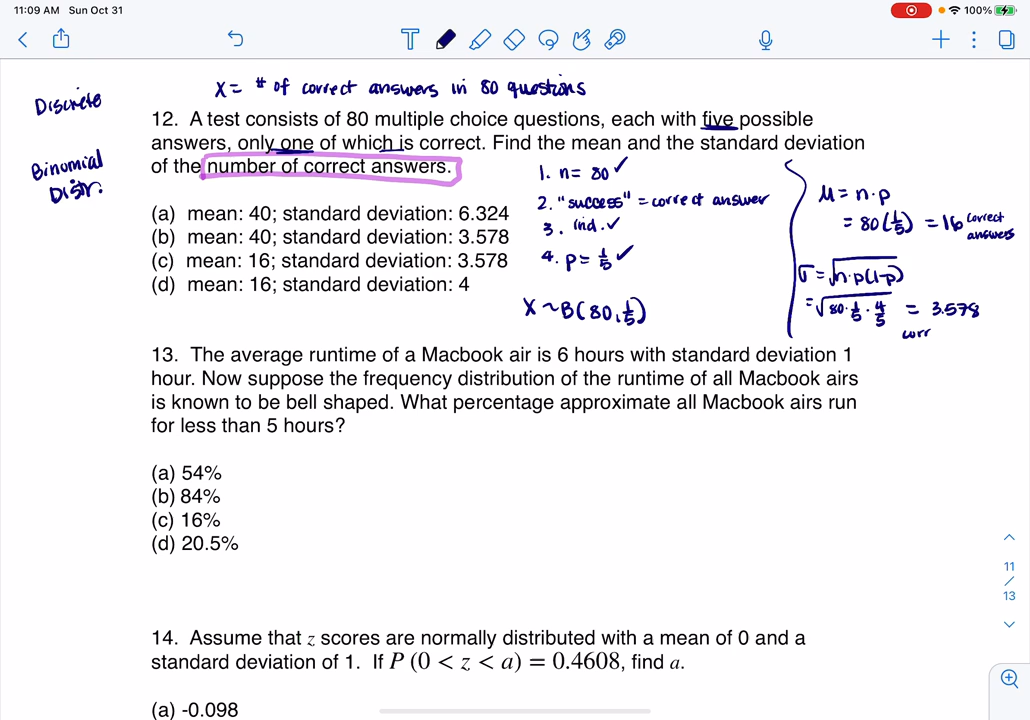 11:09 AM Sun Oct 31
100%
Discrete
X = # of correct answers in 80 questions
12. A test consists of 80 multiple choice questions, each with five possible
answers, only one of which is correct. Find the mean and the standard deviation
of the number of correct answers.
Binomial
Distr.
(a) mean: 40; standard deviation: 6.324
(b) mean: 40; standard deviation: 3.578
(c) mean: 16; standard deviation: 3.578
(d) mean: 16; standard deviation: 4
1. n = 80 ✓
2. "success" = correct answer
3. ind. ✓
4. p = 1/5 ✓
X ~ B(80, 1/5)
μ = n·p
= 80(1/5) = 16 correct
answers
σ = √n·p(1-p)
= √80·1/5·4/5 = 3.578
corr
13. The average runtime of a Macbook air is 6 hours with standard deviation 1
hour. Now suppose the frequency distribution of the runtime of all Macbook airs
is known to be bell shaped. What percentage approximate all Macbook airs run
for less than 5 hours?
(a) 54%
(b) 84%
(c) 16%
(d) 20.5%
11
/
13
14. Assume that z scores are normally distributed with a mean of 0 and a
standard deviation of 1. If P (0 < z < a) = 0.4608, find a.
(a) -0.098